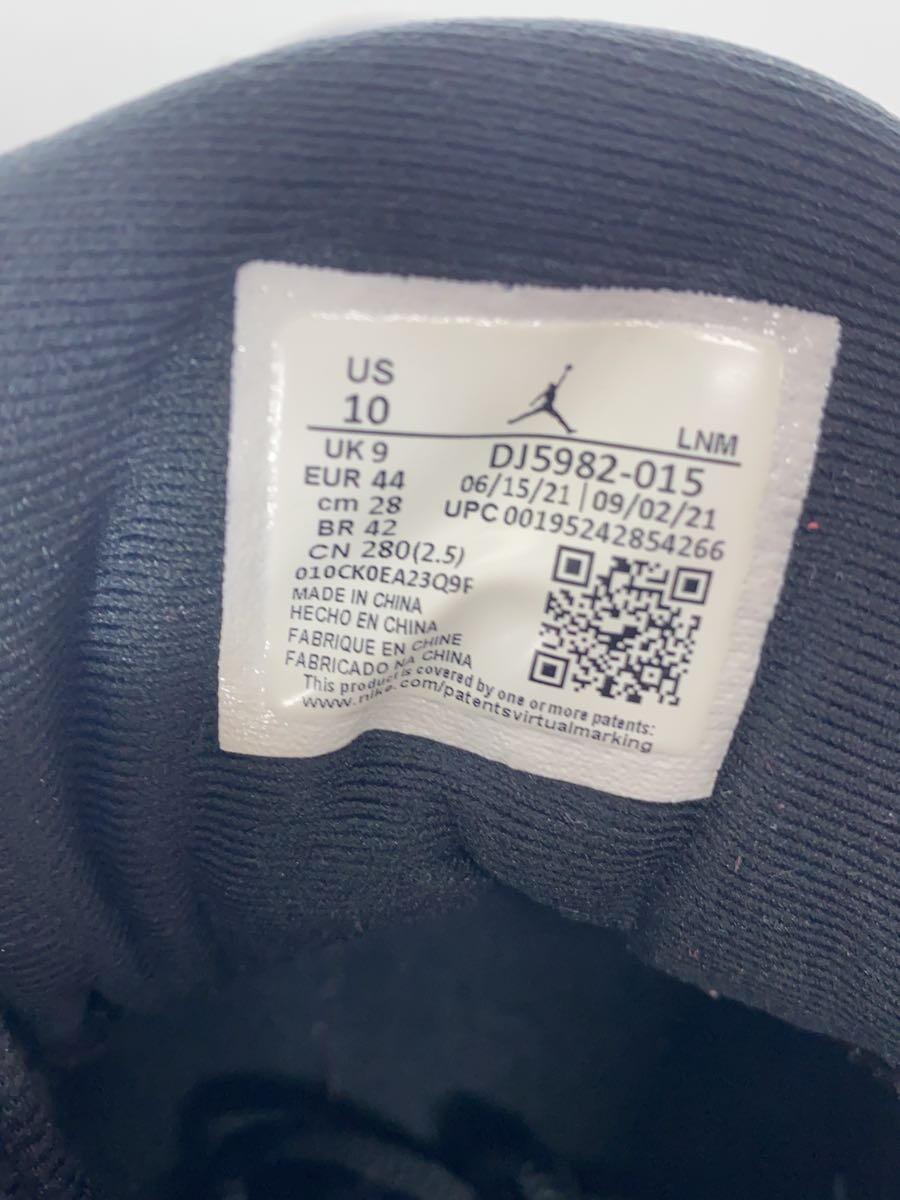 US
10
LNM
UK 9
EUR 44
cm 28
BR 42
CN 280(2.5)
DJ5982-015
06/15/21 | 09/02/21
UPC 00195242854266
010CK0EA23Q9F
MADE IN CHINA
HECHO EN CHINA
FABRIQUE EN CHINE
FABRICADO NA CHINA
This product is covered by one or more patents:
www.nike.com/patentsvirtualmarking